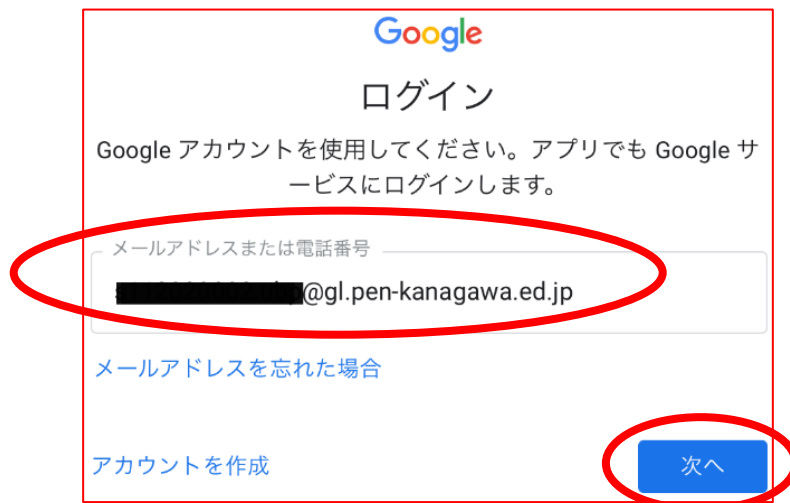 Google
ログイン
Google アカウントを使用してください。アプリでも Google サ
ービスにログインします。
メールアドレスまたは電話番号
@gl.pen-kanagawa.ed.jp
メールアドレスを忘れた場合
アカウントを作成
次へ